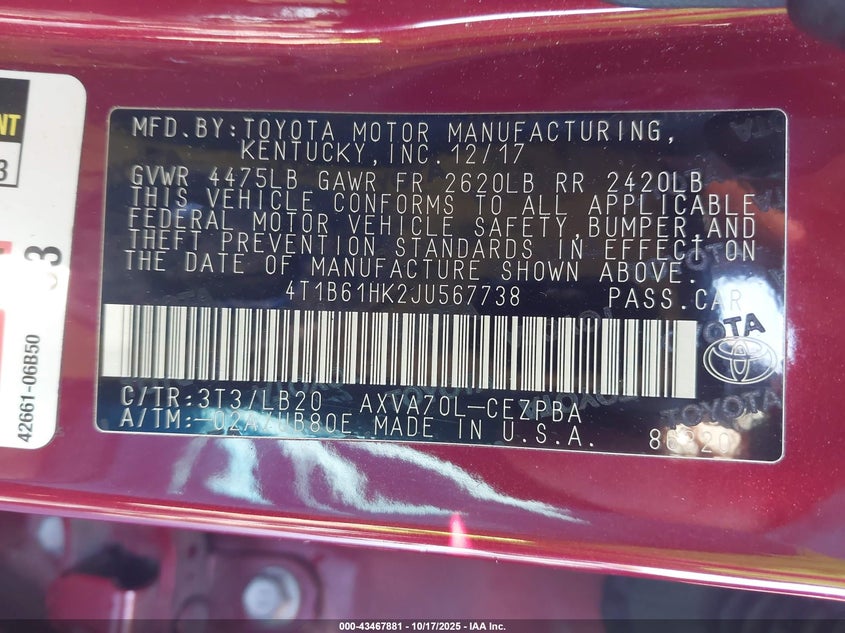 MFD.BY:TOYOTA MOTOR MANUFACTURING,
KENTUCKY,INC.12/17
GVWR 4475LB GAWR FR 2620LB RR 2420LB
THIS VEHICLE CONFORMS TO ALL APPLICABLE
FEDERAL MOTOR VEHICLE SAFETY,BUMPER AND
THEFT PREVENTION STANDARDS IN EFFECT ON
THE DATE OF MANUFACTURE SHOWN ABOVE.
4T1B61HK2JU567738 PASS.CAR
TOYOTA
C/TR:3T3/LB20 AXVA70L-CEZPBA
A/TM:- MADE IN U.S.A.
42661-06B50
000-43467881 - 10/17/2025 - IAA Inc.